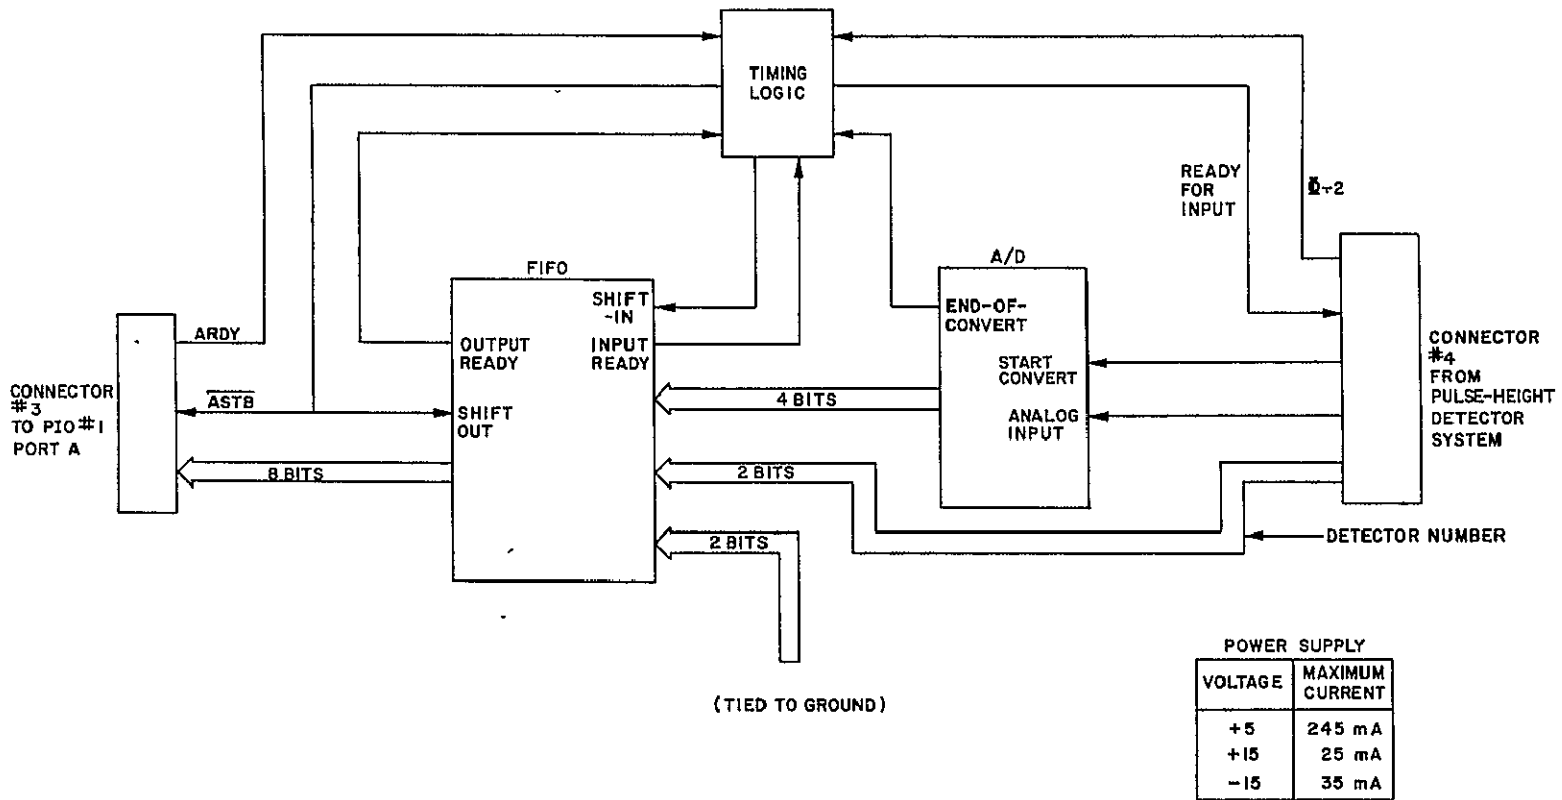 TIMING
LOGIC
READY
FOR
INPUT
Φ÷2
FIFO
SHIFT
-IN
OUTPUT
READY
INPUT
READY
SHIFT
OUT
A/D
END-OF-
CONVERT
START
CONVERT
ANALOG
INPUT
ARDY
ASTB
CONNECTOR
#3
TO PIO #1
PORT A
8 BITS
4 BITS
2 BITS
2 BITS
CONNECTOR
#4
FROM
PULSE-HEIGHT
DETECTOR
SYSTEM
DETECTOR NUMBER
(TIED TO GROUND)
POWER SUPPLY
VOLTAGE MAXIMUM
CURRENT
+5 245 mA
+15 25 mA
-15 35 mA